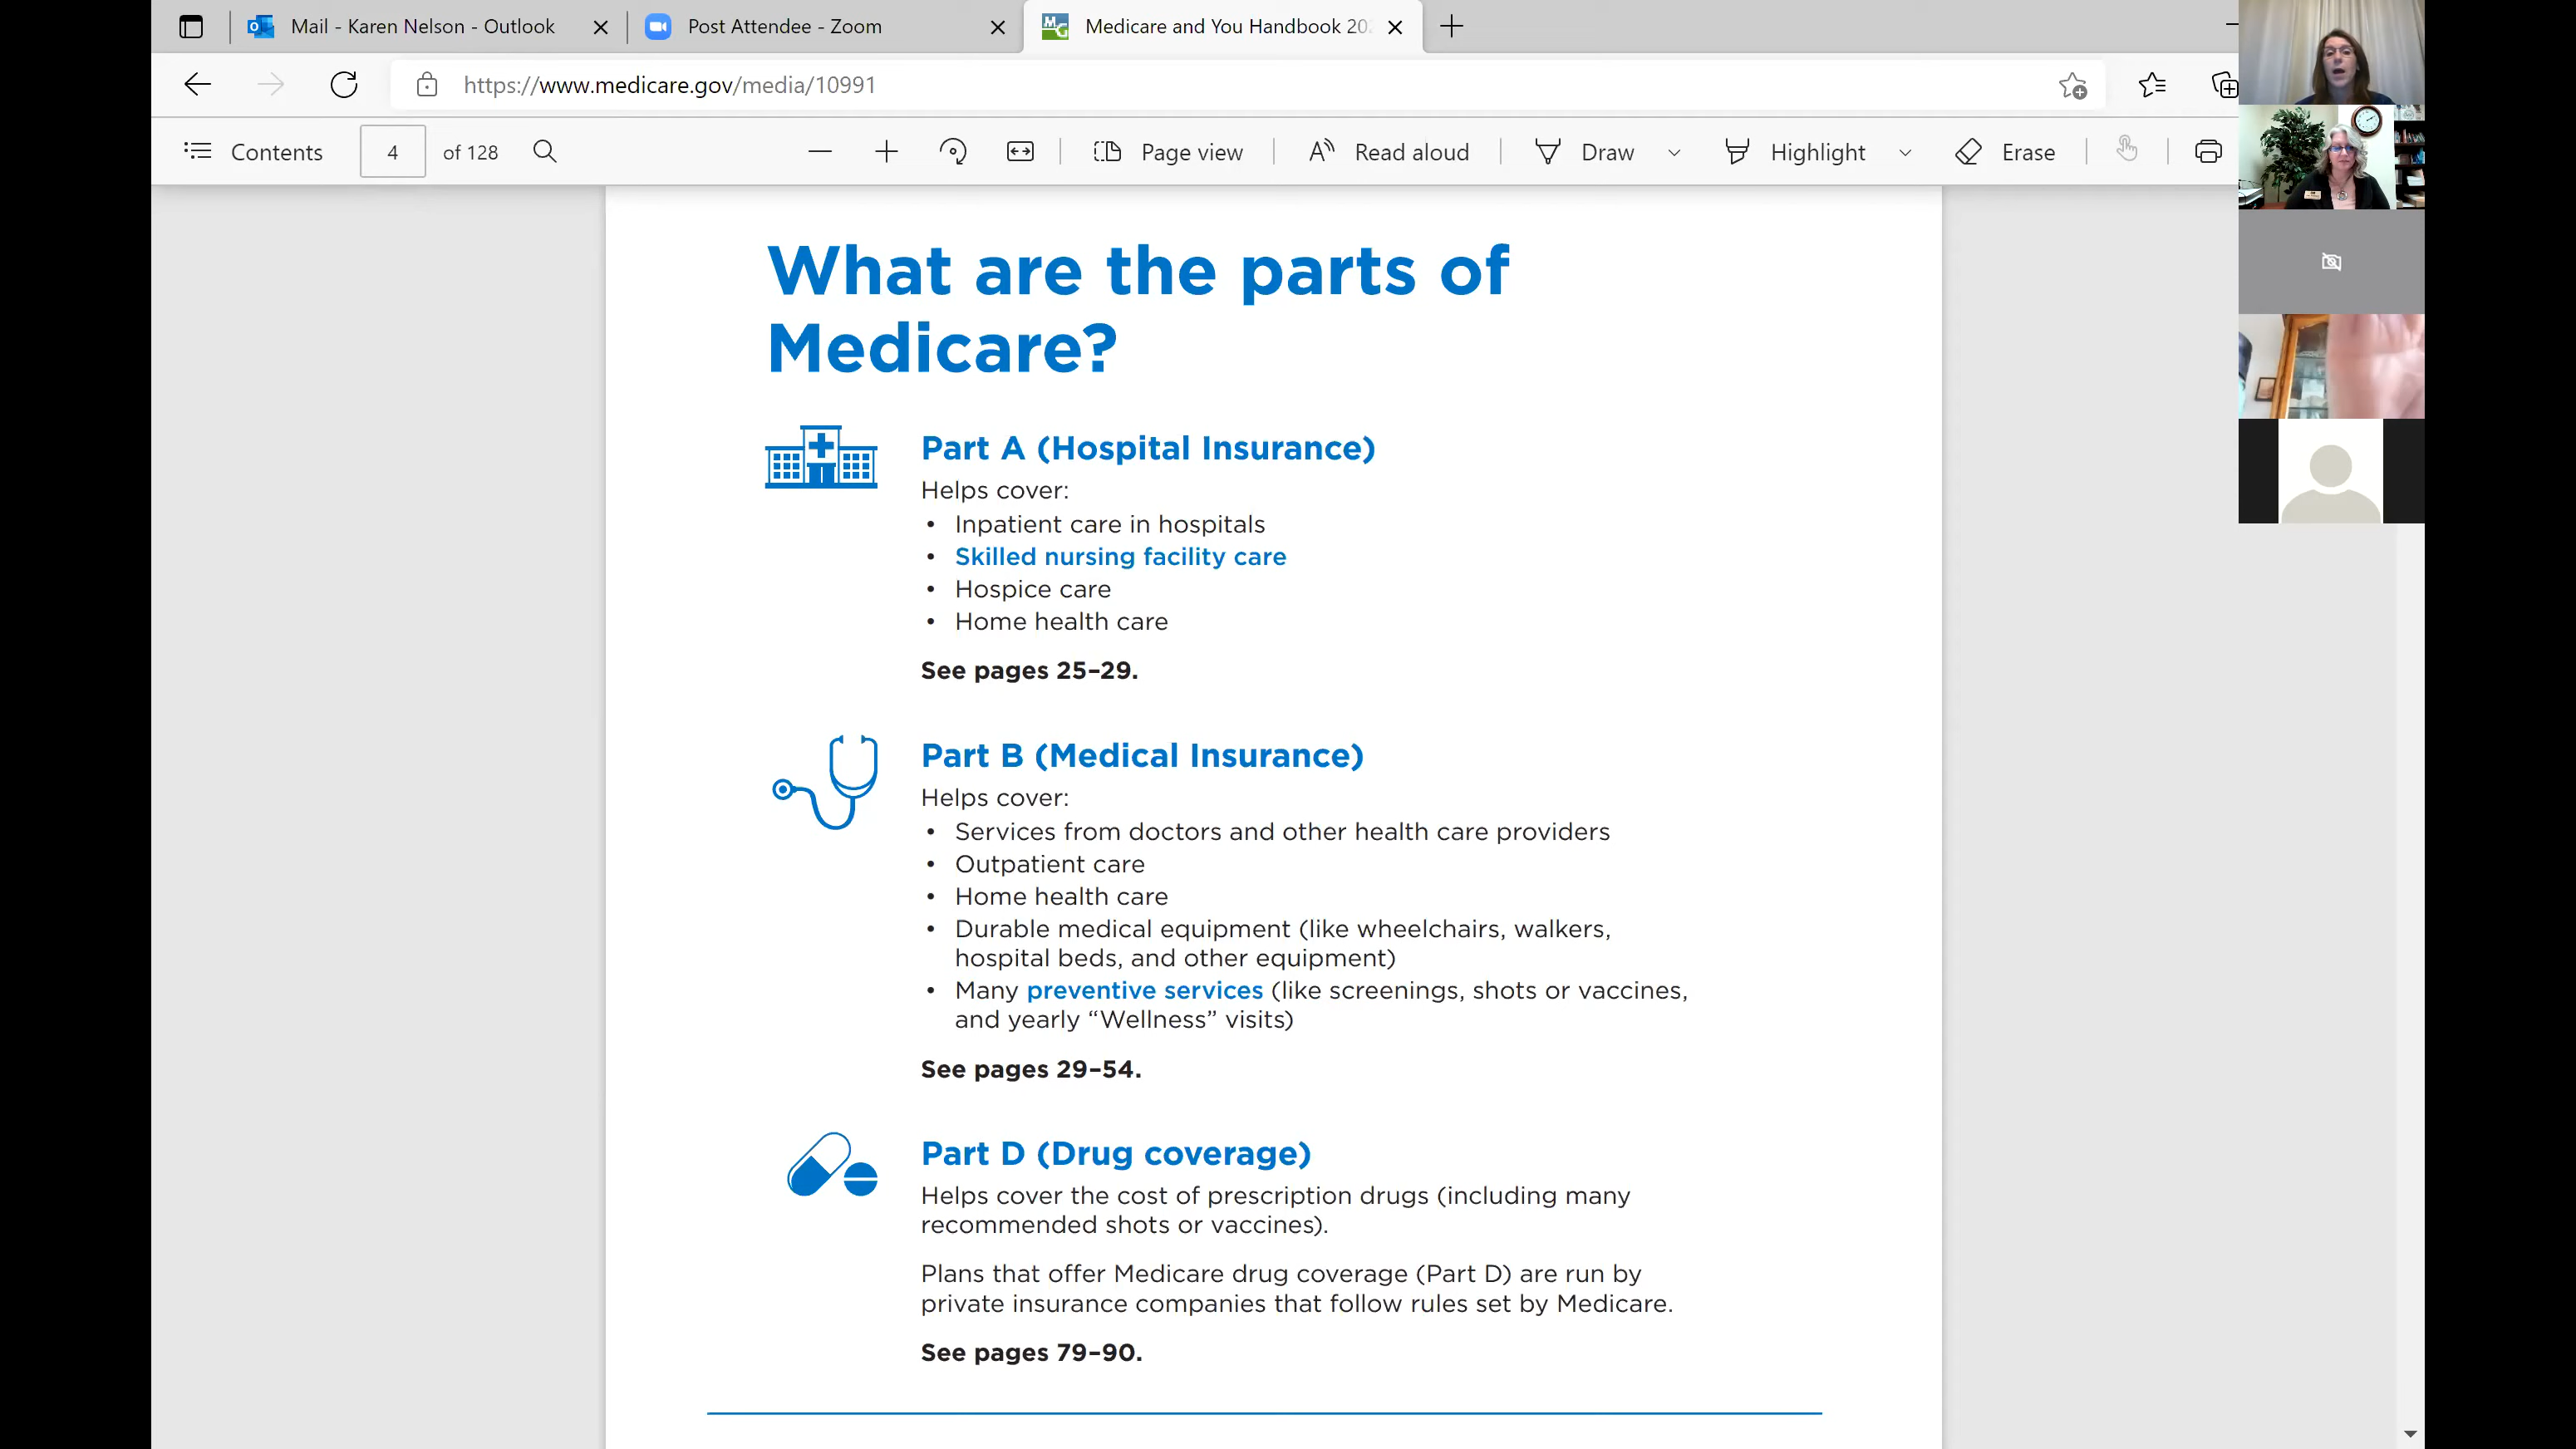 Mail - Karen Nelson - Outlook
Post Attendee - Zoom
Medicare and You Handbook 20
https://www.medicare.gov/media/10991
Contents
4
of 128
Page view
Read aloud
Draw
Highlight
Erase
What are the parts of
Medicare?
Part A (Hospital Insurance)
Helps cover:
• Inpatient care in hospitals
• Skilled nursing facility care
• Hospice care
• Home health care
See pages 25–29.
Part B (Medical Insurance)
Helps cover:
• Services from doctors and other health care providers
• Outpatient care
• Home health care
• Durable medical equipment (like wheelchairs, walkers,
hospital beds, and other equipment)
• Many preventive services (like screenings, shots or vaccines,
and yearly “Wellness” visits)
See pages 29–54.
Part D (Drug coverage)
Helps cover the cost of prescription drugs (including many
recommended shots or vaccines).
Plans that offer Medicare drug coverage (Part D) are run by
private insurance companies that follow rules set by Medicare.
See pages 79–90.